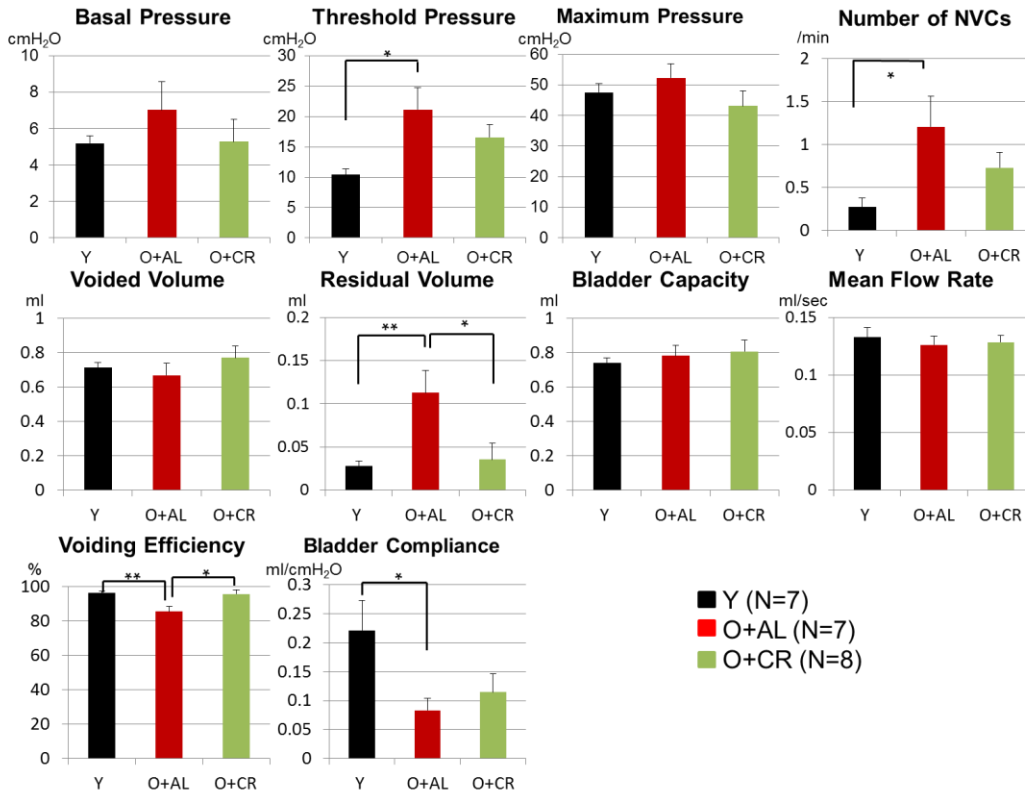 Basal Pressure
cmH₂O
10
8
6
4
2
0
Y O+AL O+CR
Threshold Pressure
cmH₂O
30
25
20
15
10
5
0
*
Y O+AL O+CR
Maximum Pressure
cmH₂O
60
50
40
30
20
10
0
Y O+AL O+CR
Number of NVCs
/min
2
1.5
1
0.5
0
*
Y O+AL O+CR
Voided Volume
ml
1
0.8
0.6
0.4
0.2
0
Y O+AL O+CR
Residual Volume
ml
0.2
0.15
0.1
0.05
0
** *
Y O+AL O+CR
Bladder Capacity
ml
1
0.8
0.6
0.4
0.2
0
Y O+AL O+CR
Mean Flow Rate
ml/sec
0.15
0.1
0.05
0
Y O+AL O+CR
Voiding Efficiency
%
100
80
60
40
20
0
** *
Y O+AL O+CR
Bladder Compliance
ml/cmH₂O
0.3
0.25
0.2
0.15
0.1
0.05
0
*
Y O+AL O+CR
Y (N=7)
O+AL (N=7)
O+CR (N=8)